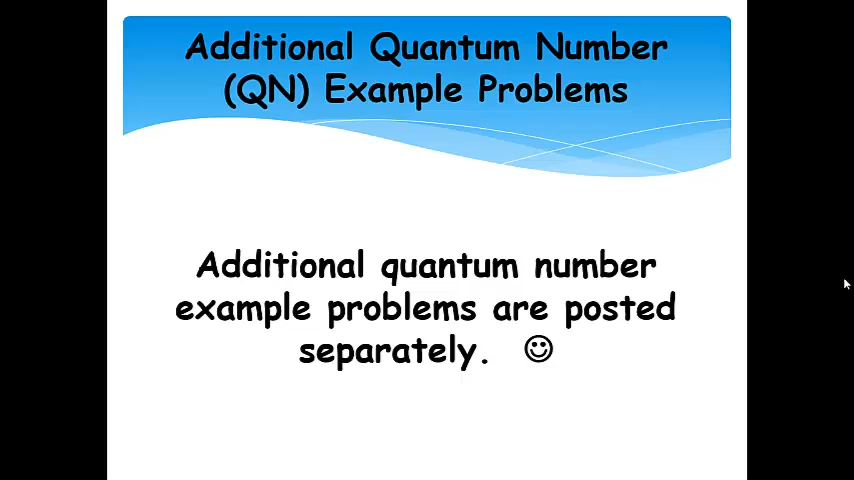 Additional Quantum Number
(QN) Example Problems
Additional quantum number
example problems are posted
separately. ☺